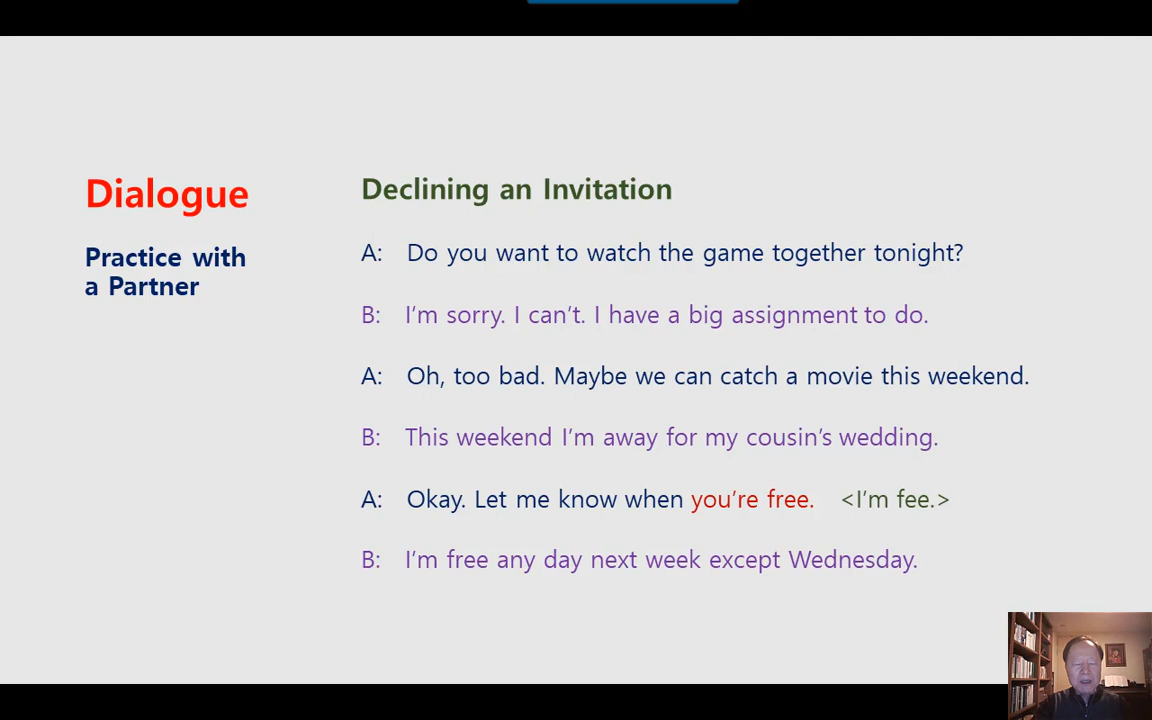 Dialogue
Practice with
a Partner
Declining an Invitation
A: Do you want to watch the game together tonight?
B: I'm sorry. I can't. I have a big assignment to do.
A: Oh, too bad. Maybe we can catch a movie this weekend.
B: This weekend I'm away for my cousin's wedding.
A: Okay. Let me know when you're free. <I'm fee.>
B: I'm free any day next week except Wednesday.